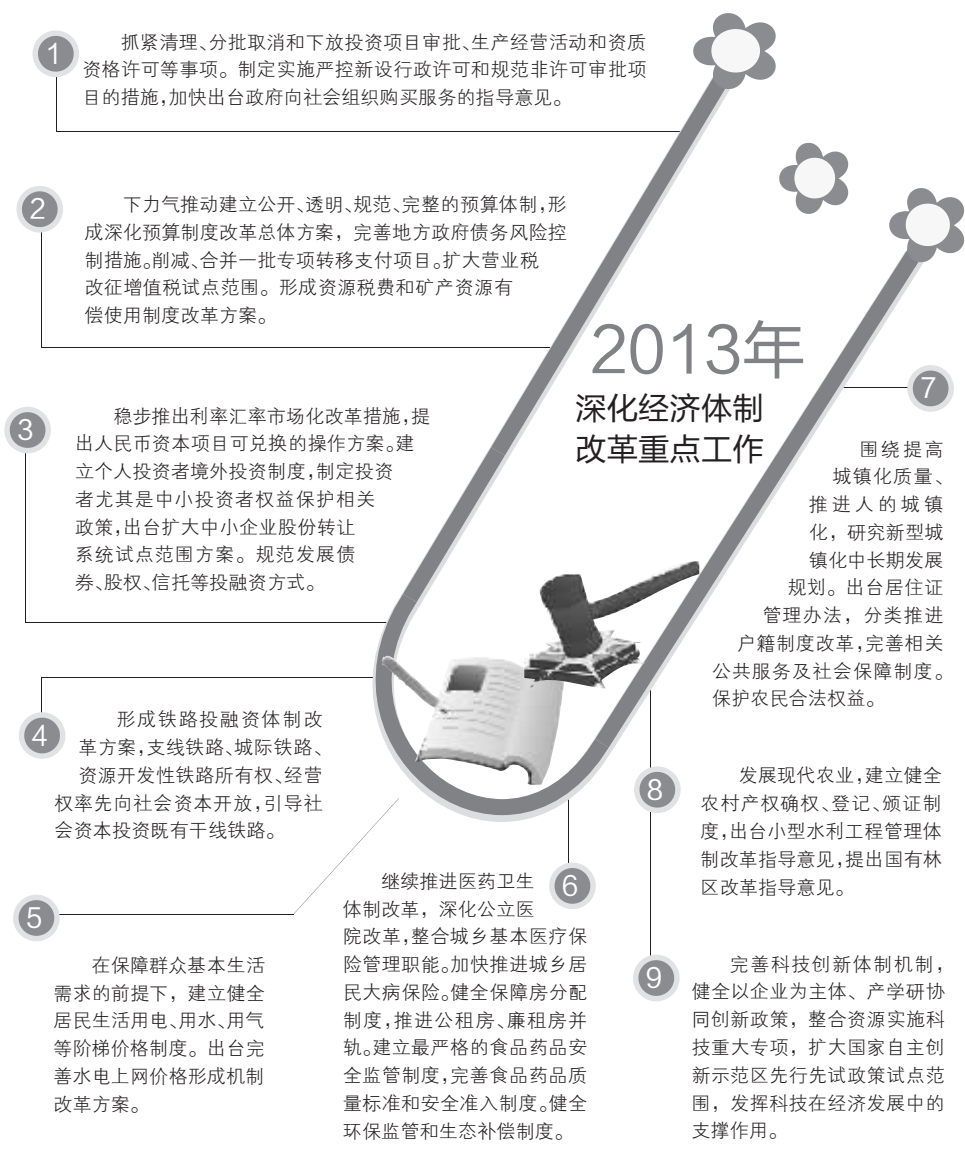 1
抓紧清理、分批取消和下放投资项目审批、生产经营活动和资质
资格许可等事项。制定实施严控新设行政许可和规范非许可审批项
目的措施,加快出台政府向社会组织购买服务的指导意见。
2
下力气推动建立公开、透明、规范、完整的预算体制,形
成深化预算制度改革总体方案，完善地方政府债务风险控
制措施。削减、合并一批专项转移支付项目。扩大营业税
改征增值税试点范围。形成资源税费和矿产资源有
偿使用制度改革方案。
2013年
深化经济体制
改革重点工作
3
稳步推出利率汇率市场化改革措施,提
出人民币资本项目可兑换的操作方案。建
立个人投资者境外投资制度,制定投资
者尤其是中小投资者权益保护相关
政策,出台扩大中小企业股份转让
系统试点范围方案。规范发展债
券、股权、信托等投融资方式。
4
形成铁路投融资体制改
革方案,支线铁路、城际铁路、
资源开发性铁路所有权、经营
权率先向社会资本开放,引导社
会资本投资既有干线铁路。
5
在保障群众基本生活
需求的前提下，建立健全
居民生活用电、用水、用气
等阶梯价格制度。出台完
善水电上网价格形成机制
改革方案。
6
继续推进医药卫生
体制改革，深化公立医
院改革,整合城乡基本医疗保
险管理职能。加快推进城乡居
民大病保险。健全保障房分配
制度,推进公租房、廉租房并
轨。建立最严格的食品药品安
全监管制度,完善食品药品质
量标准和安全准入制度。健全
环保监管和生态补偿制度。
7
围绕提高
城镇化质量、
推进人的城镇
化，研究新型城
镇化中长期发展
规划。出台居住证
管理办法，分类推进
户籍制度改革,完善相关
公共服务及社会保障制度。
保护农民合法权益。
8
发展现代农业,建立健全
农村产权确权、登记、颁证制
度,出台小型水利工程管理体
制改革指导意见,提出国有林
区改革指导意见。
9
完善科技创新体制机制，
健全以企业为主体、产学研协
同创新政策，整合资源实施科
技重大专项，扩大国家自主创
新示范区先行先试政策试点范
围，发挥科技在经济发展中的
支撑作用。